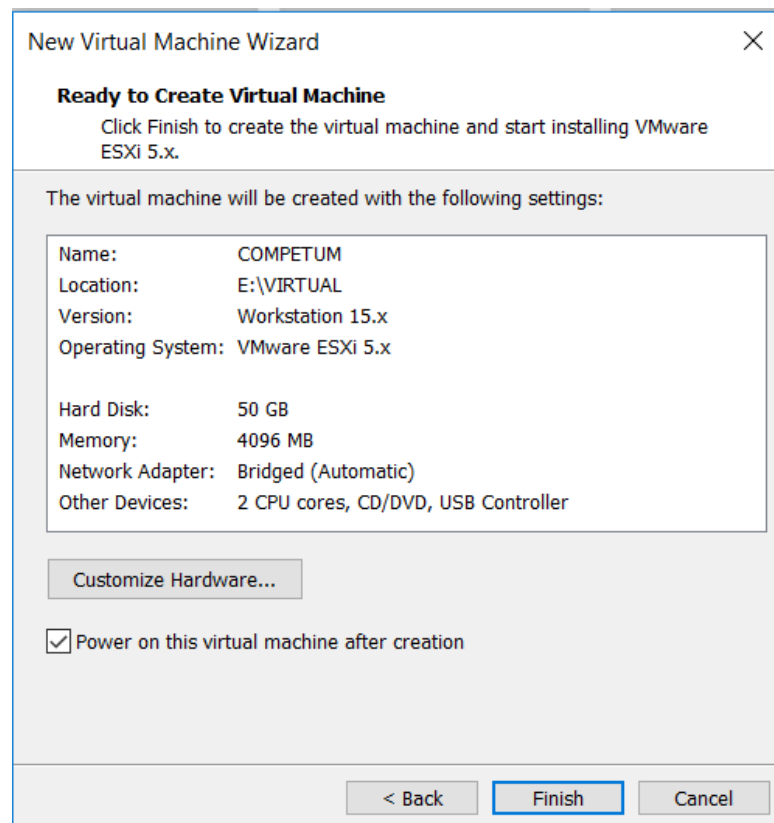 New Virtual Machine Wizard
Ready to Create Virtual Machine
Click Finish to create the virtual machine and start installing VMware
ESXi 5.x.
The virtual machine will be created with the following settings:
Name: COMPETUM
Location: E:\VIRTUAL
Version: Workstation 15.x
Operating System: VMware ESXi 5.x
Hard Disk: 50 GB
Memory: 4096 MB
Network Adapter: Bridged (Automatic)
Other Devices: 2 CPU cores, CD/DVD, USB Controller
Customize Hardware...
Power on this virtual machine after creation
< Back Finish Cancel